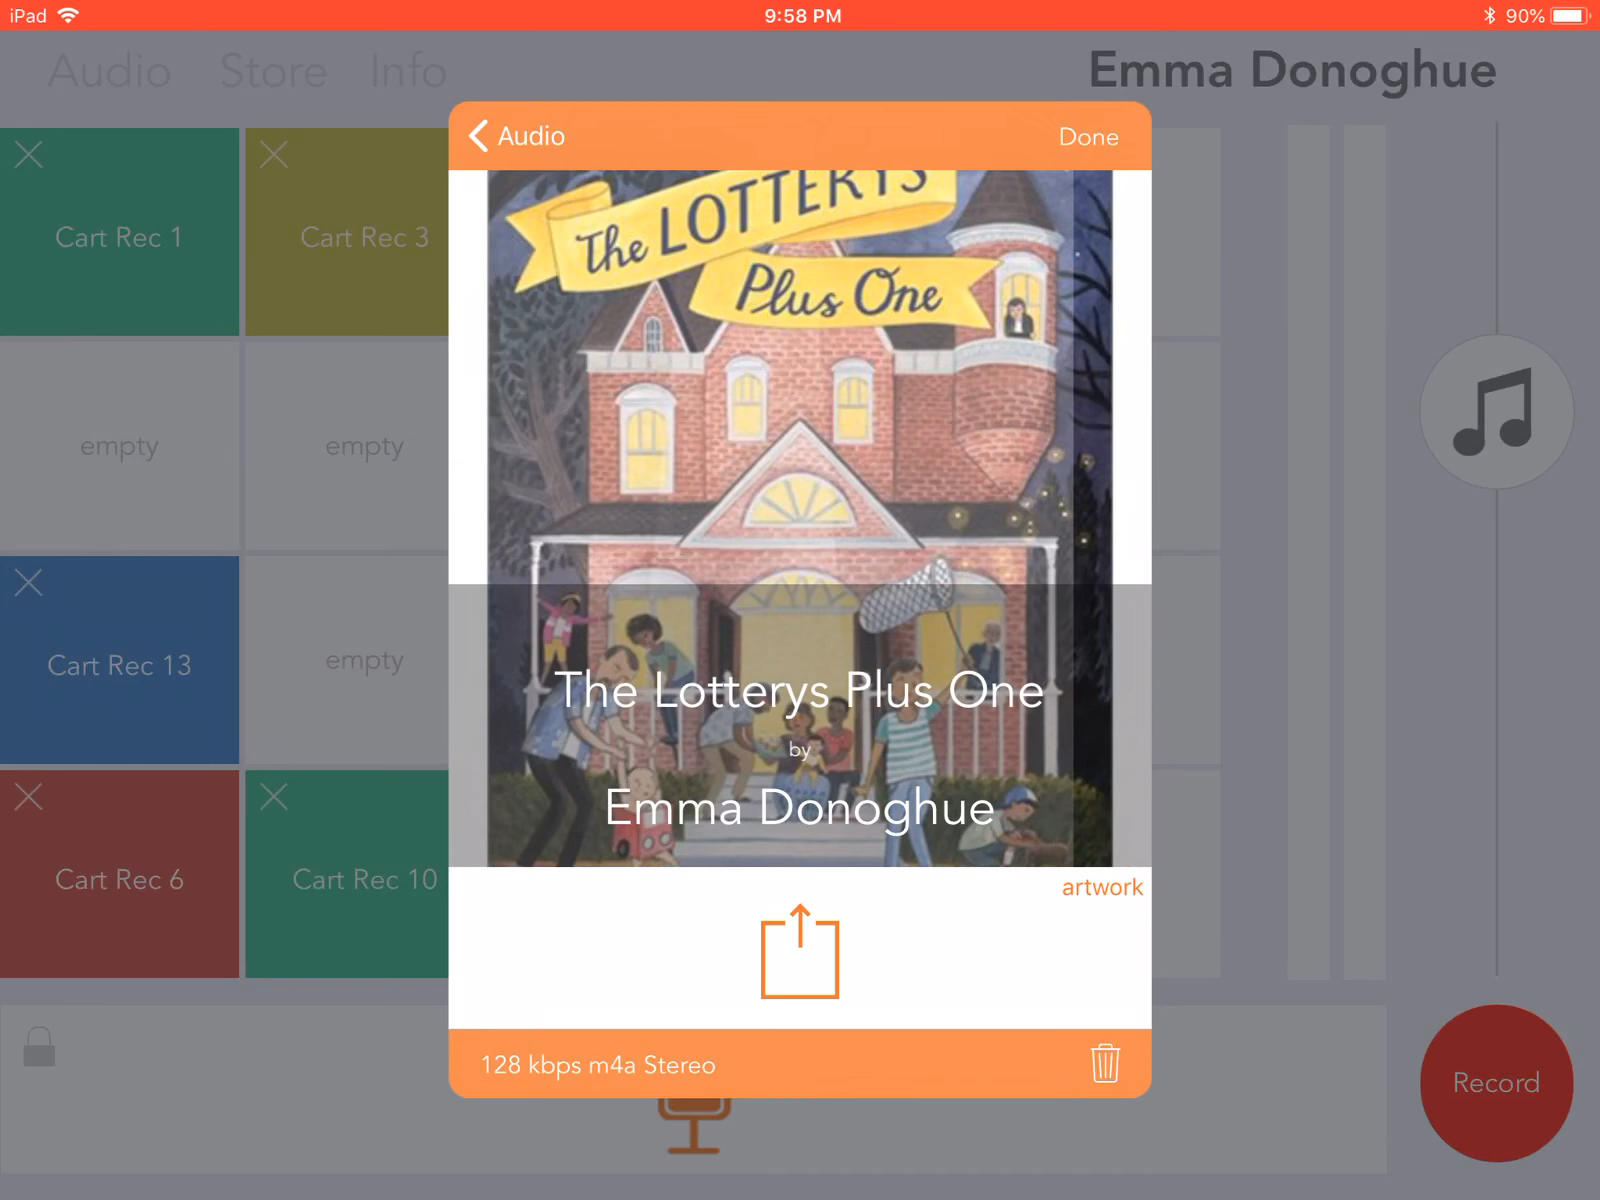 iPad
9:58 PM
90%
Audio Store Info
Emma Donoghue
Audio
Done
The LOTTERYS
Plus One
Cart Rec 1
Cart Rec 3
empty
empty
Cart Rec 13
empty
The Lotterys Plus One
by
Emma Donoghue
Cart Rec 6
Cart Rec 10
artwork
128 kbps m4a Stereo
Record